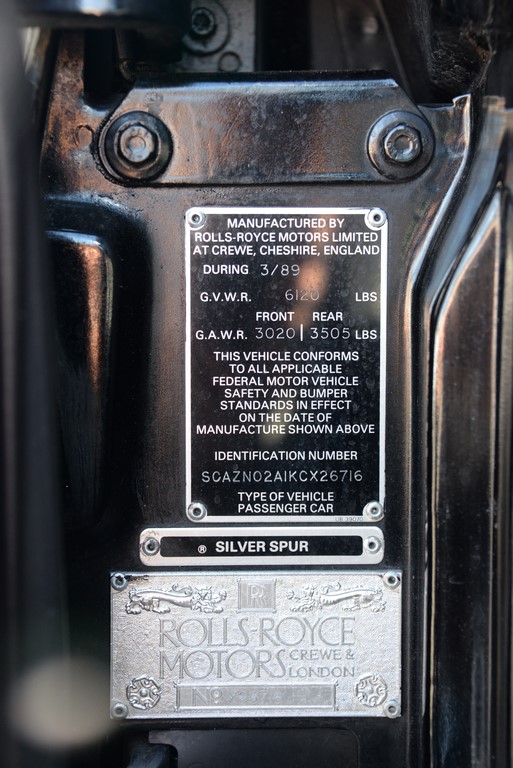 MANUFACTURED BY
ROLLS-ROYCE MOTORS LIMITED
AT CREWE, CHESHIRE, ENGLAND
DURING 3/89
G.V.W.R. 6120 LBS
FRONT REAR
G.A.W.R. 3020 | 3505 LBS
THIS VEHICLE CONFORMS
TO ALL APPLICABLE
FEDERAL MOTOR VEHICLE
SAFETY AND BUMPER
STANDARDS IN EFFECT
ON THE DATE OF
MANUFACTURE SHOWN ABOVE
IDENTIFICATION NUMBER
SCAZN02A1KCX26716
TYPE OF VEHICLE
PASSENGER CAR
® SILVER SPUR
R
ROLLS-ROYCE
MOTORS CREWE &
LONDON
Nº